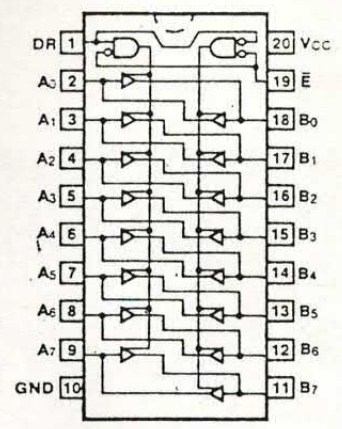 DR 1 20 VCC
A0 2 19 E̅
A1 3 18 B0
A2 4 17 B1
A3 5 16 B2
A4 6 15 B3
A5 7 14 B4
A6 8 13 B5
A7 9 12 B6
GND 10 11 B7